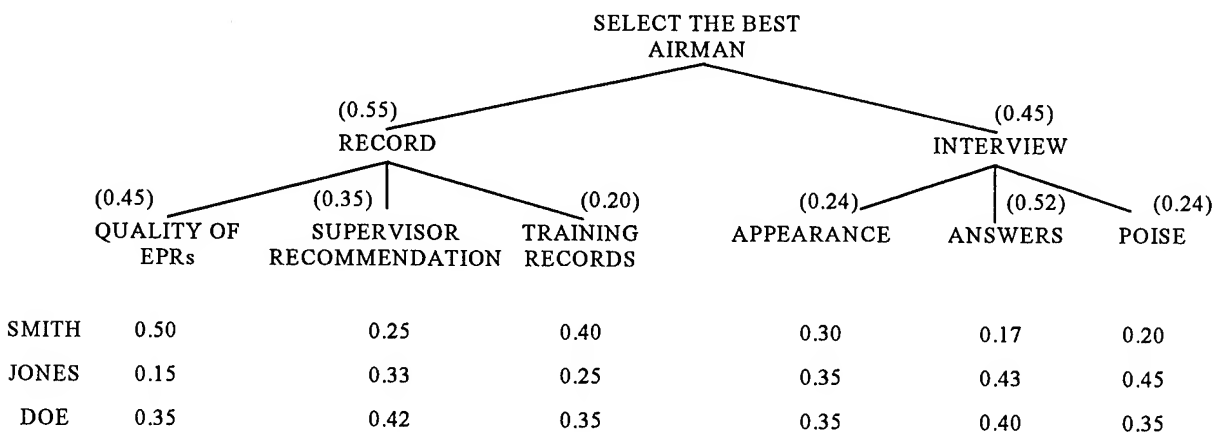 SELECT THE BEST
AIRMAN
(0.55) (0.45)
RECORD INTERVIEW
(0.45) (0.35) (0.20) (0.24) (0.52) (0.24)
QUALITY OF SUPERVISOR TRAINING APPEARANCE ANSWERS POISE
EPRs RECOMMENDATION RECORDS
SMITH 0.50 0.25 0.40 0.30 0.17 0.20
JONES 0.15 0.33 0.25 0.35 0.43 0.45
DOE 0.35 0.42 0.35 0.35 0.40 0.35